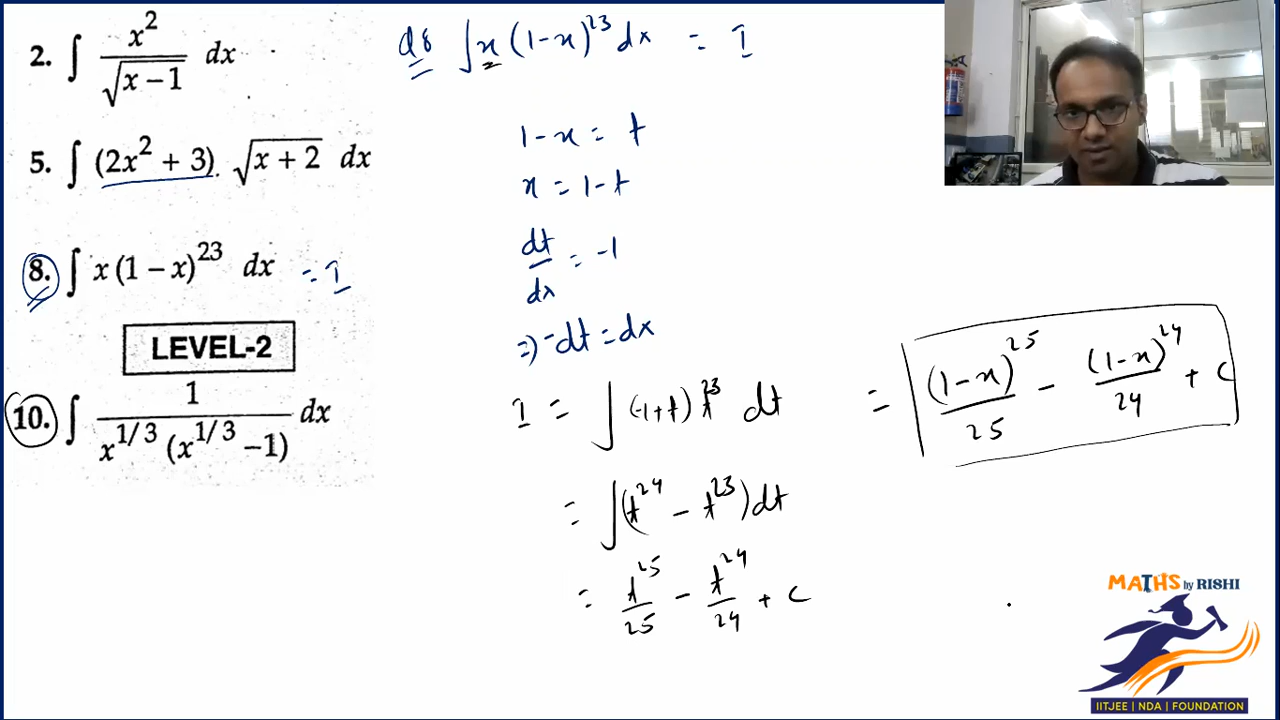 2. ∫ x² / √(x − 1) dx
5. ∫ (2x² + 3) √(x + 2) dx
8. ∫ x (1 − x)²³ dx = I
LEVEL-2
10. ∫ 1 / (x^{1/3} (x^{1/3} − 1)) dx
Q8 ∫ x (1−x)²³ dx = I
1−x = t
x = 1−t
dt/dx = −1
⇒ −dt = dx
I = ∫ (−1+t) t²³ dt
= ∫ (t²⁴ − t²³) dt
= t²⁵/25 − t²⁴/24 + c
= (1−x)²⁵/25 − (1−x)²⁴/24 + c
MATHS by RISHI
IITJEE | NDA | FOUNDATION